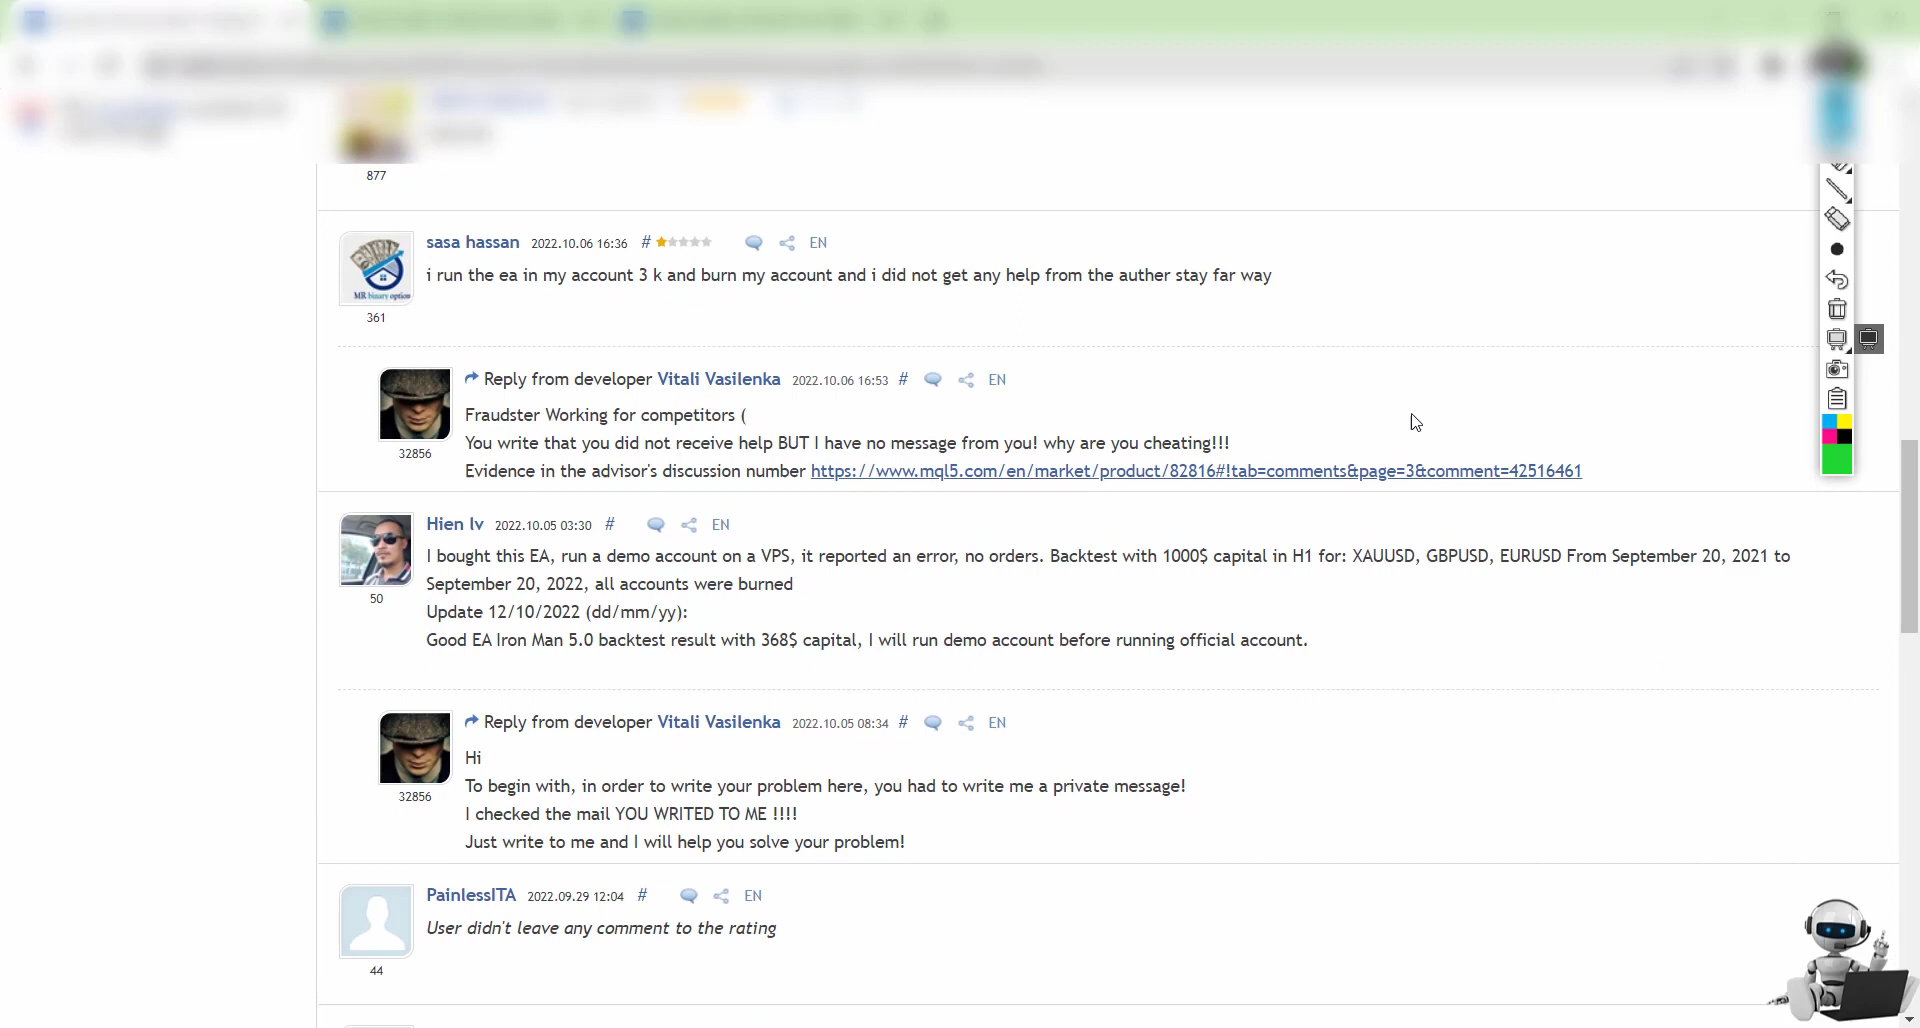 877
sasa hassan 2022.10.06 16:36 # EN
i run the ea in my account 3 k and burn my account and i did not get any help from the auther stay far way
MR binary option
361
Reply from developer Vitali Vasilenka 2022.10.06 16:53 # EN
Fraudster Working for competitors (
You write that you did not receive help BUT I have no message from you! why are you cheating!!!
32856
Evidence in the advisor's discussion number https://www.mql5.com/en/market/product/82816#!tab=comments&page=3&comment=42516461
Hien lv 2022.10.05 03:30 # EN
I bought this EA, run a demo account on a VPS, it reported an error, no orders. Backtest with 1000$ capital in H1 for: XAUUSD, GBPUSD, EURUSD From September 20, 2021 to
September 20, 2022, all accounts were burned
50
Update 12/10/2022 (dd/mm/yy):
Good EA Iron Man 5.0 backtest result with 368$ capital, I will run demo account before running official account.
Reply from developer Vitali Vasilenka 2022.10.05 08:34 # EN
Hi
To begin with, in order to write your problem here, you had to write me a private message!
32856
I checked the mail YOU WRITED TO ME !!!!
Just write to me and I will help you solve your problem!
PainlessITA 2022.09.29 12:04 # EN
User didn't leave any comment to the rating
44